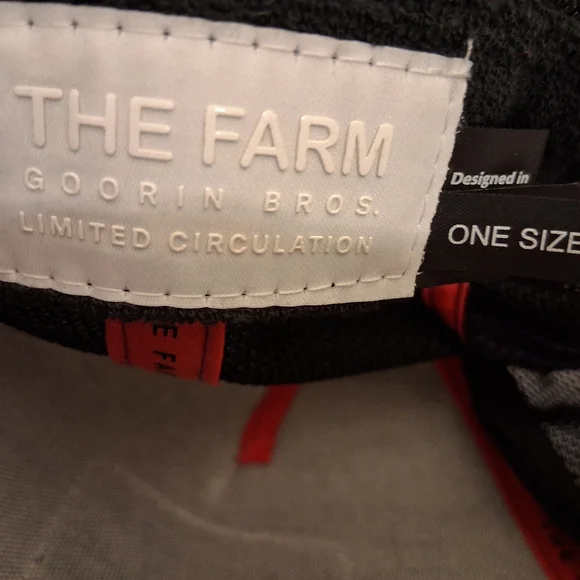 THE FARM
GOORIN BROS.
LIMITED CIRCULATION
Designed in
ONE SIZE